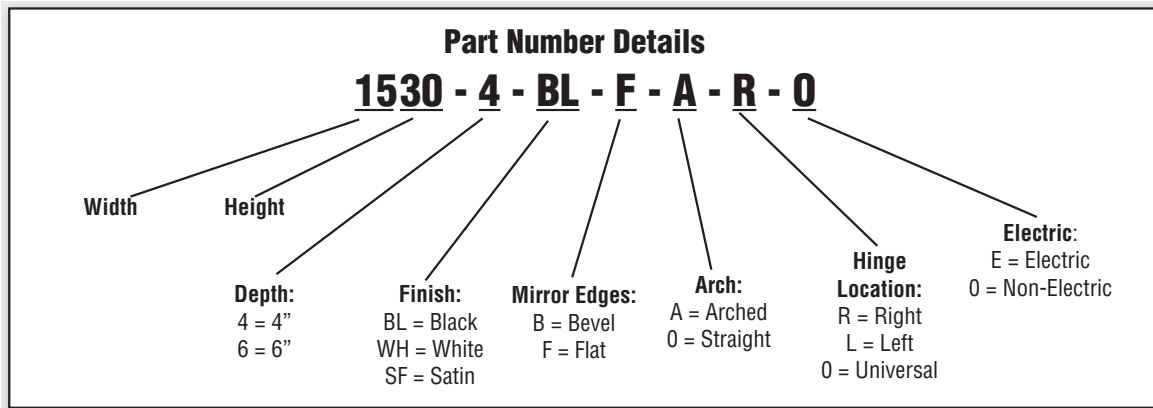 Part Number Details
1530 - 4 - BL - F - A - R - 0
Width
Height
Depth:
4 = 4”
6 = 6”
Finish:
BL = Black
WH = White
SF = Satin
Mirror Edges:
B = Bevel
F = Flat
Arch:
A = Arched
0 = Straight
Hinge
Location:
R = Right
L = Left
0 = Universal
Electric:
E = Electric
0 = Non-Electric